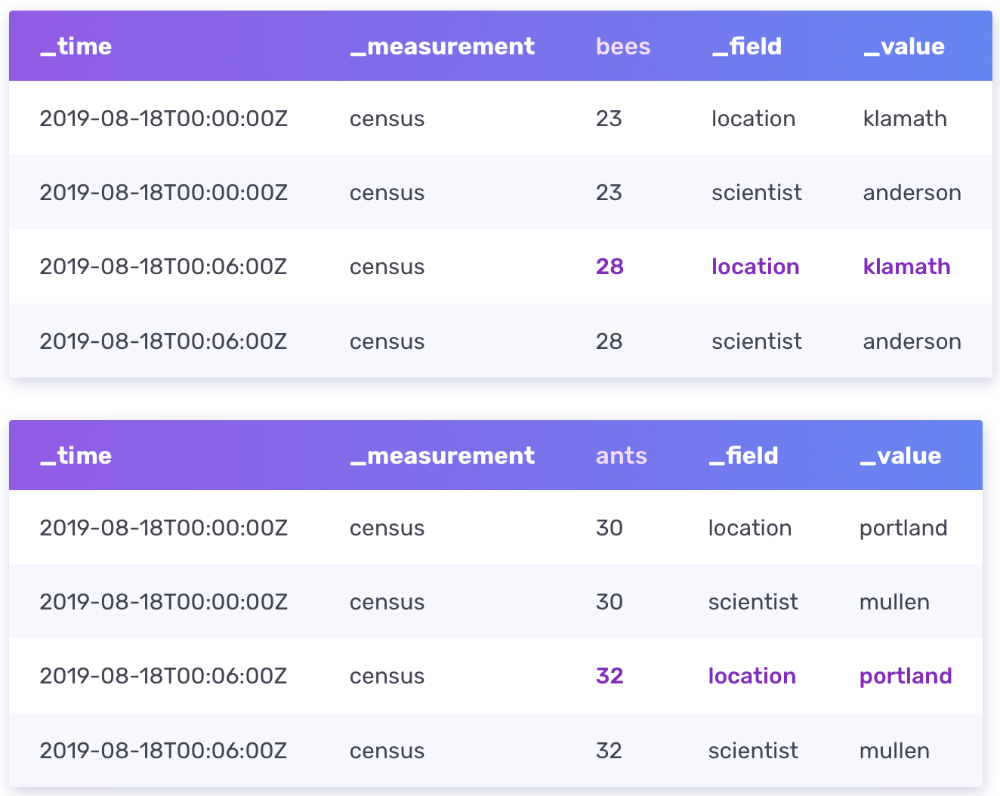 _time _measurement bees _field _value
2019-08-18T00:00:00Z census 23 location klamath
2019-08-18T00:00:00Z census 23 scientist anderson
2019-08-18T00:06:00Z census 28 location klamath
2019-08-18T00:06:00Z census 28 scientist anderson
_time _measurement ants _field _value
2019-08-18T00:00:00Z census 30 location portland
2019-08-18T00:00:00Z census 30 scientist mullen
2019-08-18T00:06:00Z census 32 location portland
2019-08-18T00:06:00Z census 32 scientist mullen